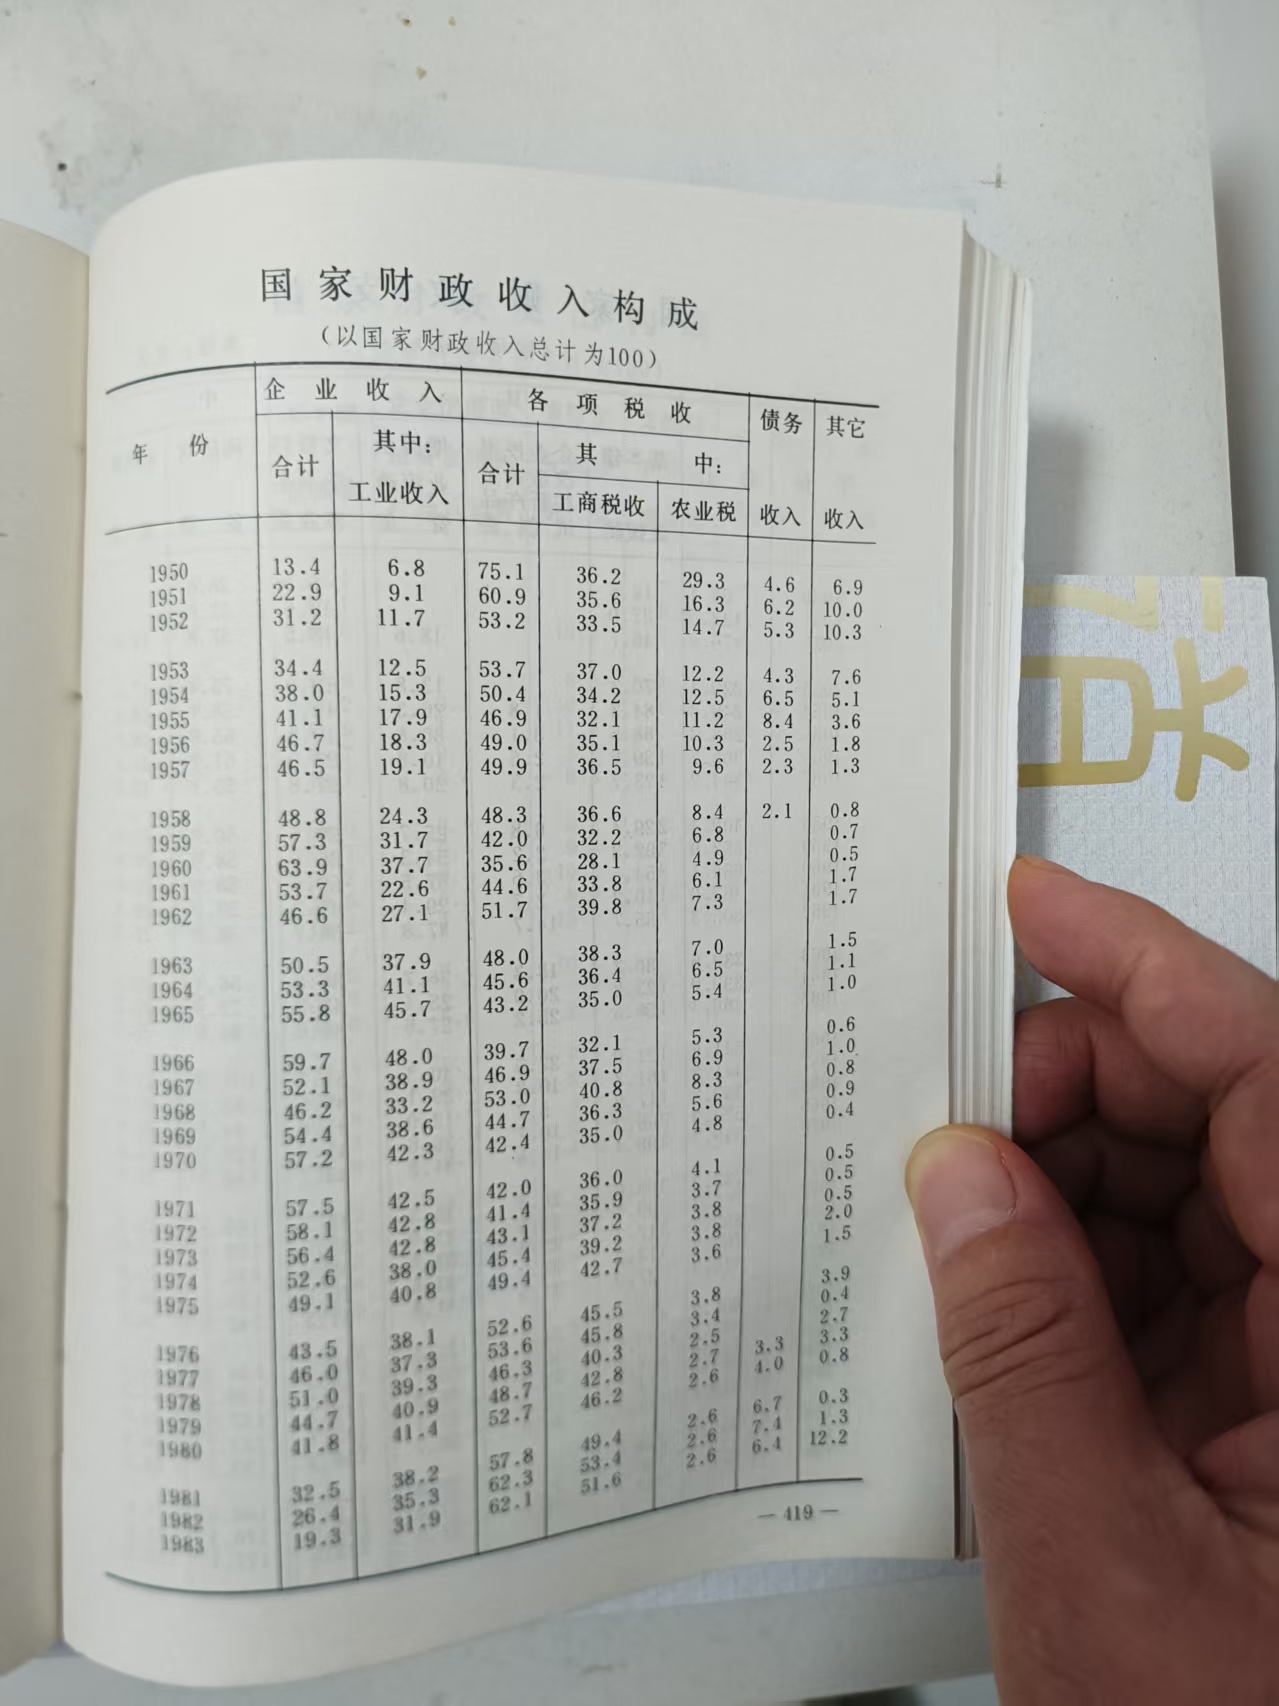 国家财政收入构成
（以国家财政收入总计为100）
年 份 企 业 收 入 各 项 税 收 债务收入 其它收入
合计 其中：工业收入 合计 其 中：
工商税收 农业税
1950 13.4 6.8 75.1 36.2 29.3 4.6 6.9
1951 22.9 9.1 60.9 35.6 16.3 6.2 10.0
1952 31.2 11.7 53.2 33.5 14.7 5.3 10.3
1953 34.4 12.5 53.7 37.0 12.2 4.3 7.6
1954 38.0 15.3 50.4 34.2 12.5 6.5 5.1
1955 41.1 17.9 46.9 32.1 11.2 8.4 3.6
1956 46.7 18.3 49.0 35.1 10.3 2.5 1.8
1957 46.5 19.1 49.9 36.5 9.6 2.3 1.3
1958 48.8 24.3 48.3 36.6 8.4 2.1 0.8
1959 57.3 31.7 42.0 32.2 6.8 0.7
1960 63.9 37.7 35.6 28.1 4.9 0.5
1961 53.7 22.6 44.6 33.8 6.1 1.7
1962 46.6 27.1 51.7 39.8 7.3 1.7
1963 50.5 37.9 48.0 38.3 7.0 1.5
1964 53.3 41.1 45.6 36.4 6.5 1.1
1965 55.8 45.7 43.2 35.0 5.4 1.0
1966 59.7 48.0 39.7 32.1 5.3 0.6
1967 52.1 38.9 46.9 37.5 6.9 1.0
1968 46.2 33.2 53.0 40.8 8.3 0.8
1969 54.4 38.6 44.7 36.3 5.6 0.9
1970 57.2 42.3 42.4 35.0 4.8 0.4
1971 57.5 42.5 42.0 36.0 4.1 0.5
1972 58.1 42.8 41.4 35.9 3.7 0.5
1973 56.4 42.8 43.1 37.2 3.8 0.5
1974 52.6 38.0 45.4 39.2 3.8 2.0
1975 49.1 40.8 49.4 42.7 3.6 1.5
1976 43.5 38.1 52.6 45.5 3.8 3.9
1977 46.0 37.3 53.6 45.8 3.4 0.4
1978 51.0 39.3 46.3 40.3 2.5 2.7
1979 44.7 40.9 48.7 42.8 2.7 3.3 3.3
1980 41.8 41.4 52.7 46.2 2.6 4.0 0.8
1981 32.5 38.2 57.8 49.4 2.6 6.7 0.3
1982 26.4 35.3 62.3 53.4 2.6 7.4 1.3
1983 19.3 31.9 62.1 51.6 2.6 6.4 12.2
— 419 —